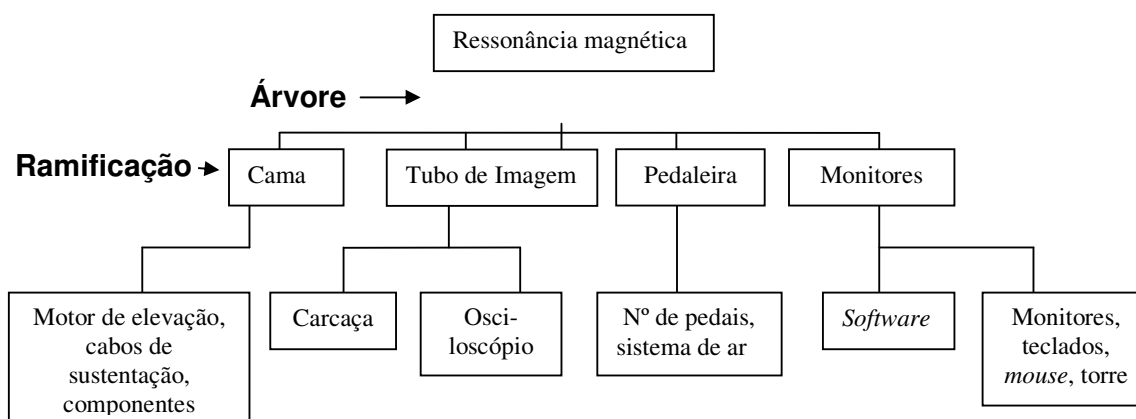 Ressonância magnética
Árvore
Ramificação
Cama
Tubo de Imagem
Pedaleira
Monitores
Motor de elevação,
cabos de
sustentação,
componentes
Carcaça
Osci-
loscópio
Nº de pedais,
sistema de ar
Software
Monitores,
teclados,
mouse, torre